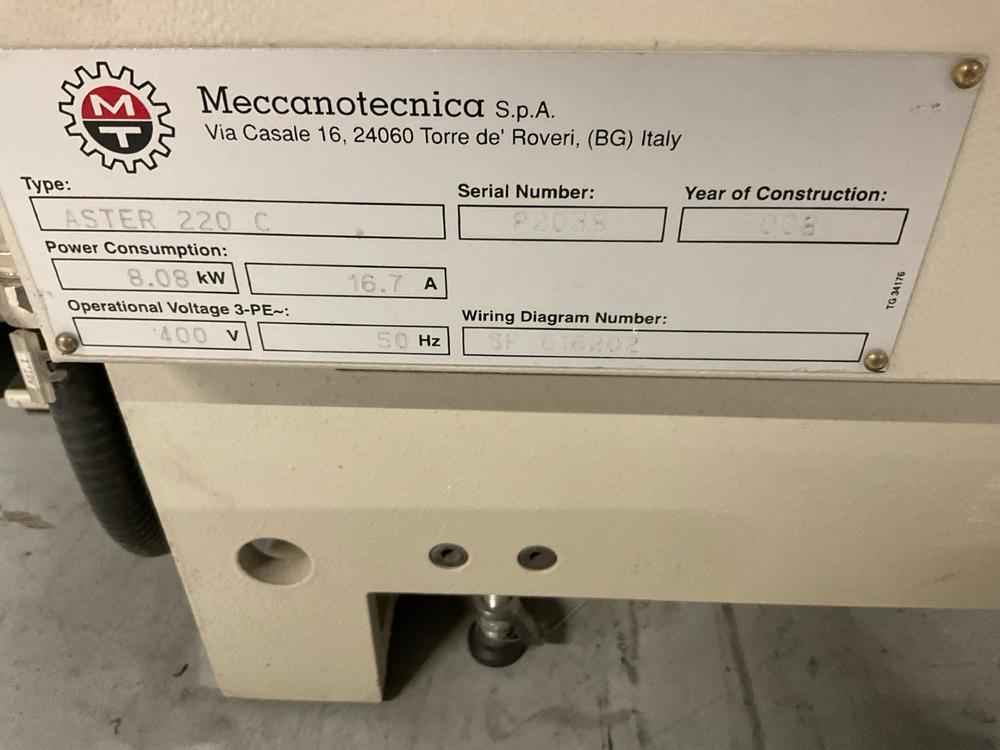 MT
Meccanotecnica S.p.A.
Via Casale 16, 24060 Torre de' Roveri, (BG) Italy
Type:
ASTER 220 C
Serial Number:
P2038
Year of Construction:
2008
Power Consumption:
8.08 kW
16.7 A
Operational Voltage 3-PE~:
400 V
50 Hz
Wiring Diagram Number:
TG 34176